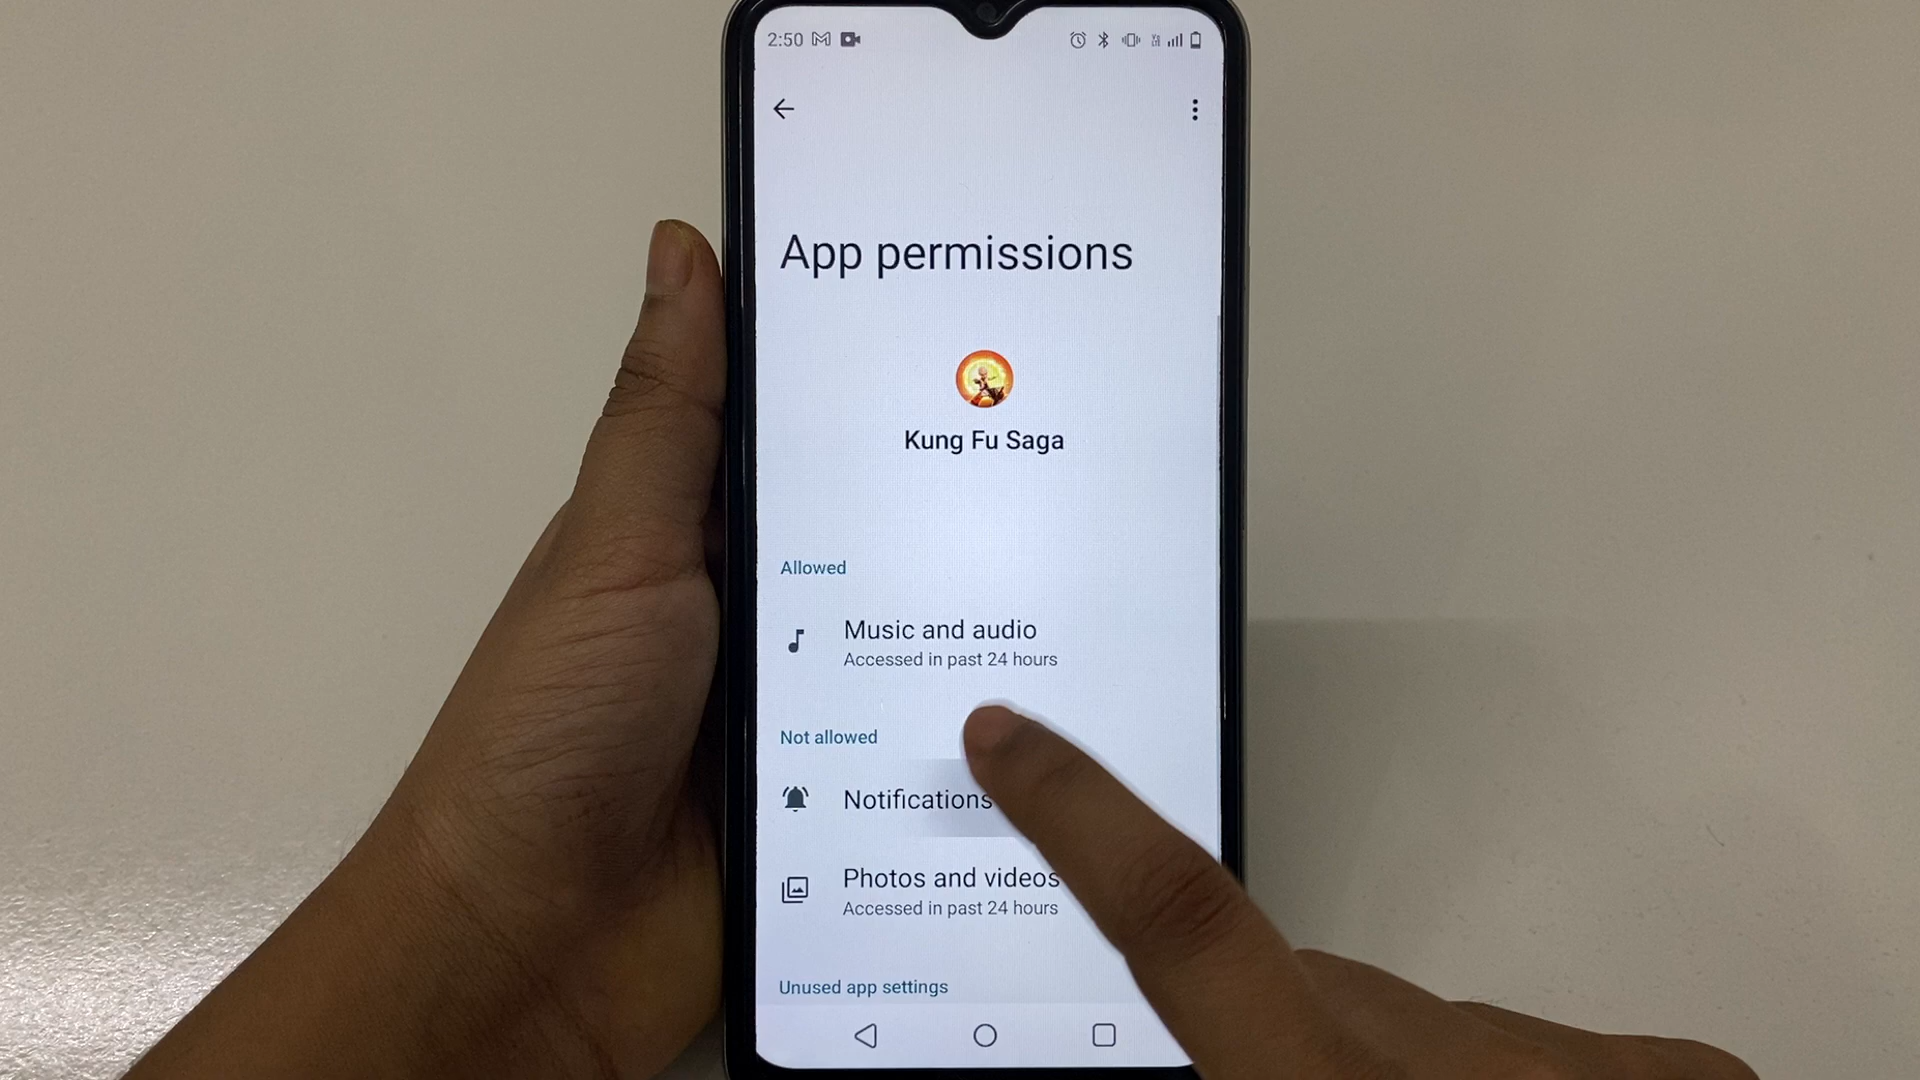 2:50
App permissions
Kung Fu Saga
Allowed
Music and audio
Accessed in past 24 hours
Not allowed
Notifications
Photos and videos
Accessed in past 24 hours
Unused app settings